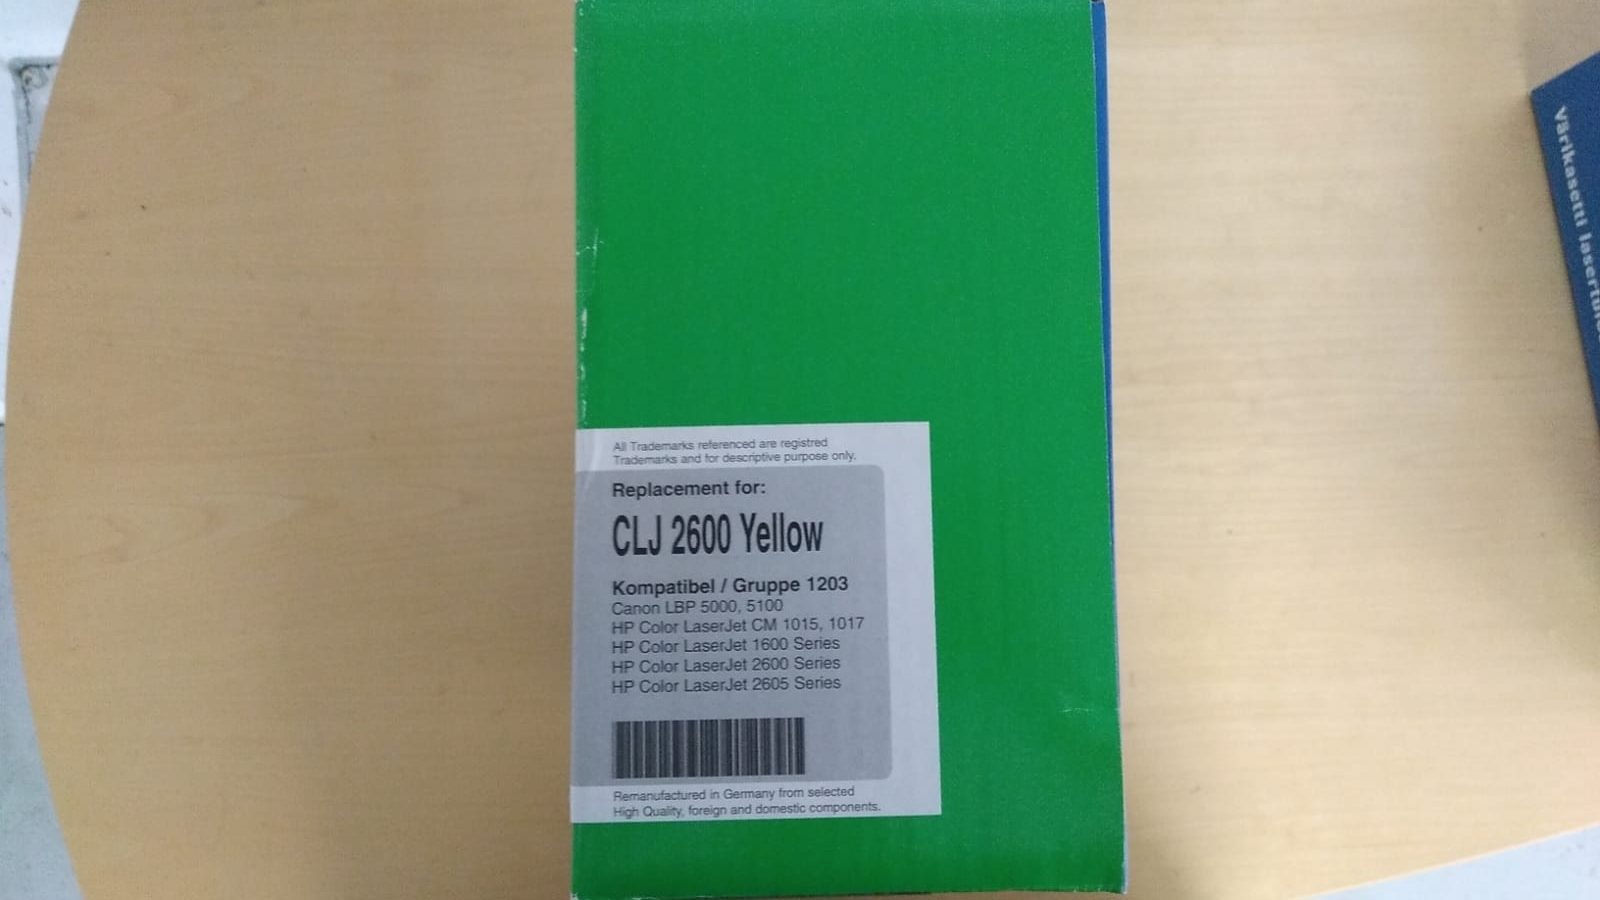 All Trademarks referenced are registred
Trademarks and for descriptive purpose only.
Replacement for:
CLJ 2600 Yellow
Kompatibel / Gruppe 1203
Canon LBP 5000, 5100
HP Color LaserJet CM 1015, 1017
HP Color LaserJet 1600 Series
HP Color LaserJet 2600 Series
HP Color LaserJet 2605 Series
Remanufactured in Germany from selected
High Quality, foreign and domestic components.
Värikasetti